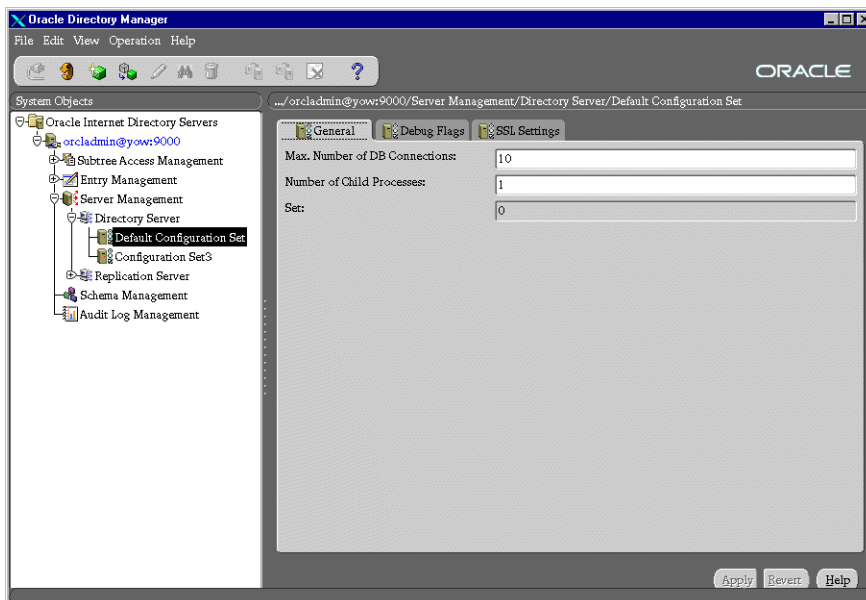 Oracle Directory Manager
File Edit View Operation Help
ORACLE
System Objects
.../orcladmin@yow:9000/Server Management/Directory Server/Default Configuration Set
Oracle Internet Directory Servers
orcladmin@yow:9000
Subtree Access Management
Entry Management
Server Management
Directory Server
Default Configuration Set
Configuration Set3
Replication Server
Schema Management
Audit Log Management
General Debug Flags SSL Settings
Max. Number of DB Connections: 10
Number of Child Processes: 1
Set: 0
Apply Revert Help